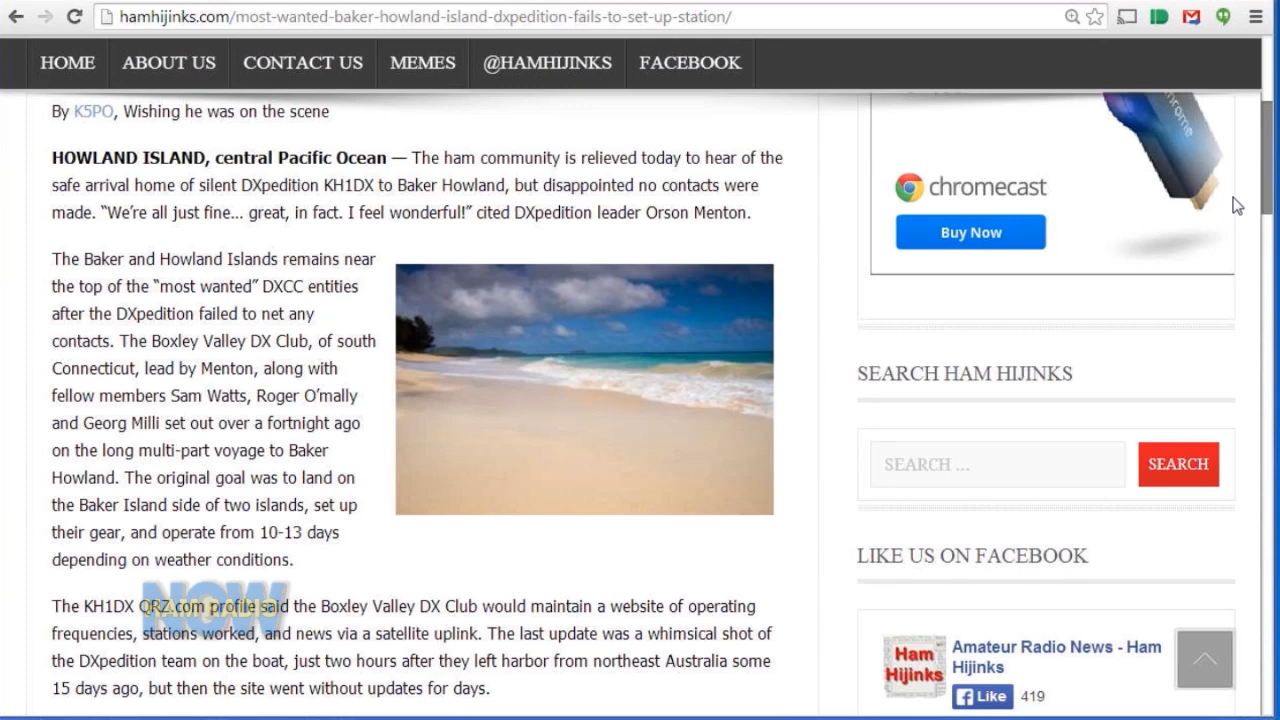 hamhijinks.com/most-wanted-baker-howland-island-dxpedition-fails-to-set-up-station/
HOME ABOUT US CONTACT US MEMES @HAMHIJINKS FACEBOOK
By K5PO, Wishing he was on the scene
HOWLAND ISLAND, central Pacific Ocean — The ham community is relieved today to hear of the
safe arrival home of silent DXpedition KH1DX to Baker Howland, but disappointed no contacts were
made. “We’re all just fine… great, in fact. I feel wonderful!” cited DXpedition leader Orson Menton.
The Baker and Howland Islands remains near
the top of the “most wanted” DXCC entities
after the DXpedition failed to net any
contacts. The Boxley Valley DX Club, of south
Connecticut, lead by Menton, along with
fellow members Sam Watts, Roger O’mally
and Georg Milli set out over a fortnight ago
on the long multi-part voyage to Baker
Howland. The original goal was to land on
the Baker Island side of two islands, set up
their gear, and operate from 10-13 days
depending on weather conditions.
The KH1DX QRZ.com profile said the Boxley Valley DX Club would maintain a website of operating
frequencies, stations worked, and news via a satellite uplink. The last update was a whimsical shot of
the DXpedition team on the boat, just two hours after they left harbor from northeast Australia some
15 days ago, but then the site went without updates for days.
HAM RADIO
NOW
chrome
chromecast
Buy Now
SEARCH HAM HIJINKS
SEARCH …
SEARCH
LIKE US ON FACEBOOK
Ham
Hijinks
Amateur Radio News - Ham
Hijinks
Like 419